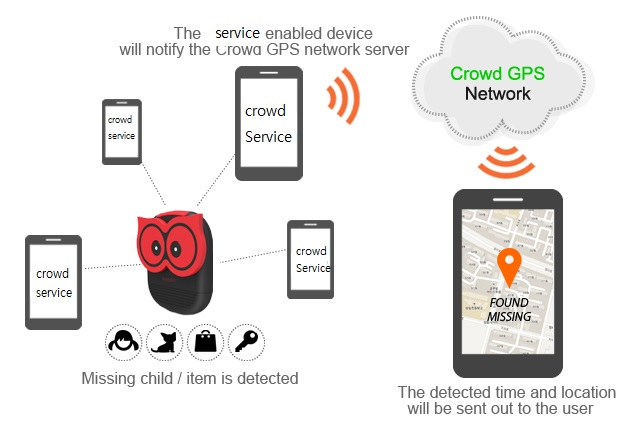 The service enabled device
will notify the Crowd GPS network server
Crowd GPS
Network
crowd
service
crowd
Service
crowd
service
crowd
Service
FOUND
MISSING
Missing child / item is detected
The detected time and location
will be sent out to the user